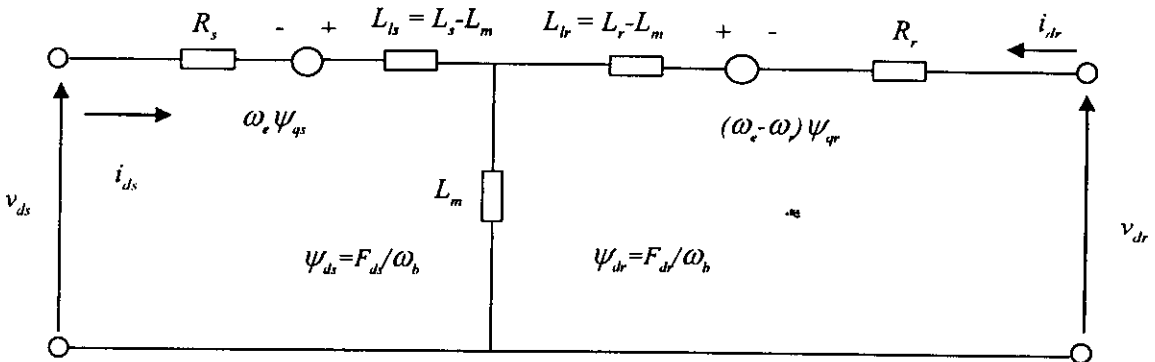 R_s - + L_ls = L_s-L_m L_lr = L_r-L_m + - R_r i_dr
ω_e ψ_qs (ω_e-ω_r) ψ_qr
i_ds
v_ds L_m v_dr
ψ_ds=F_ds/ω_b ψ_dr=F_dr/ω_b